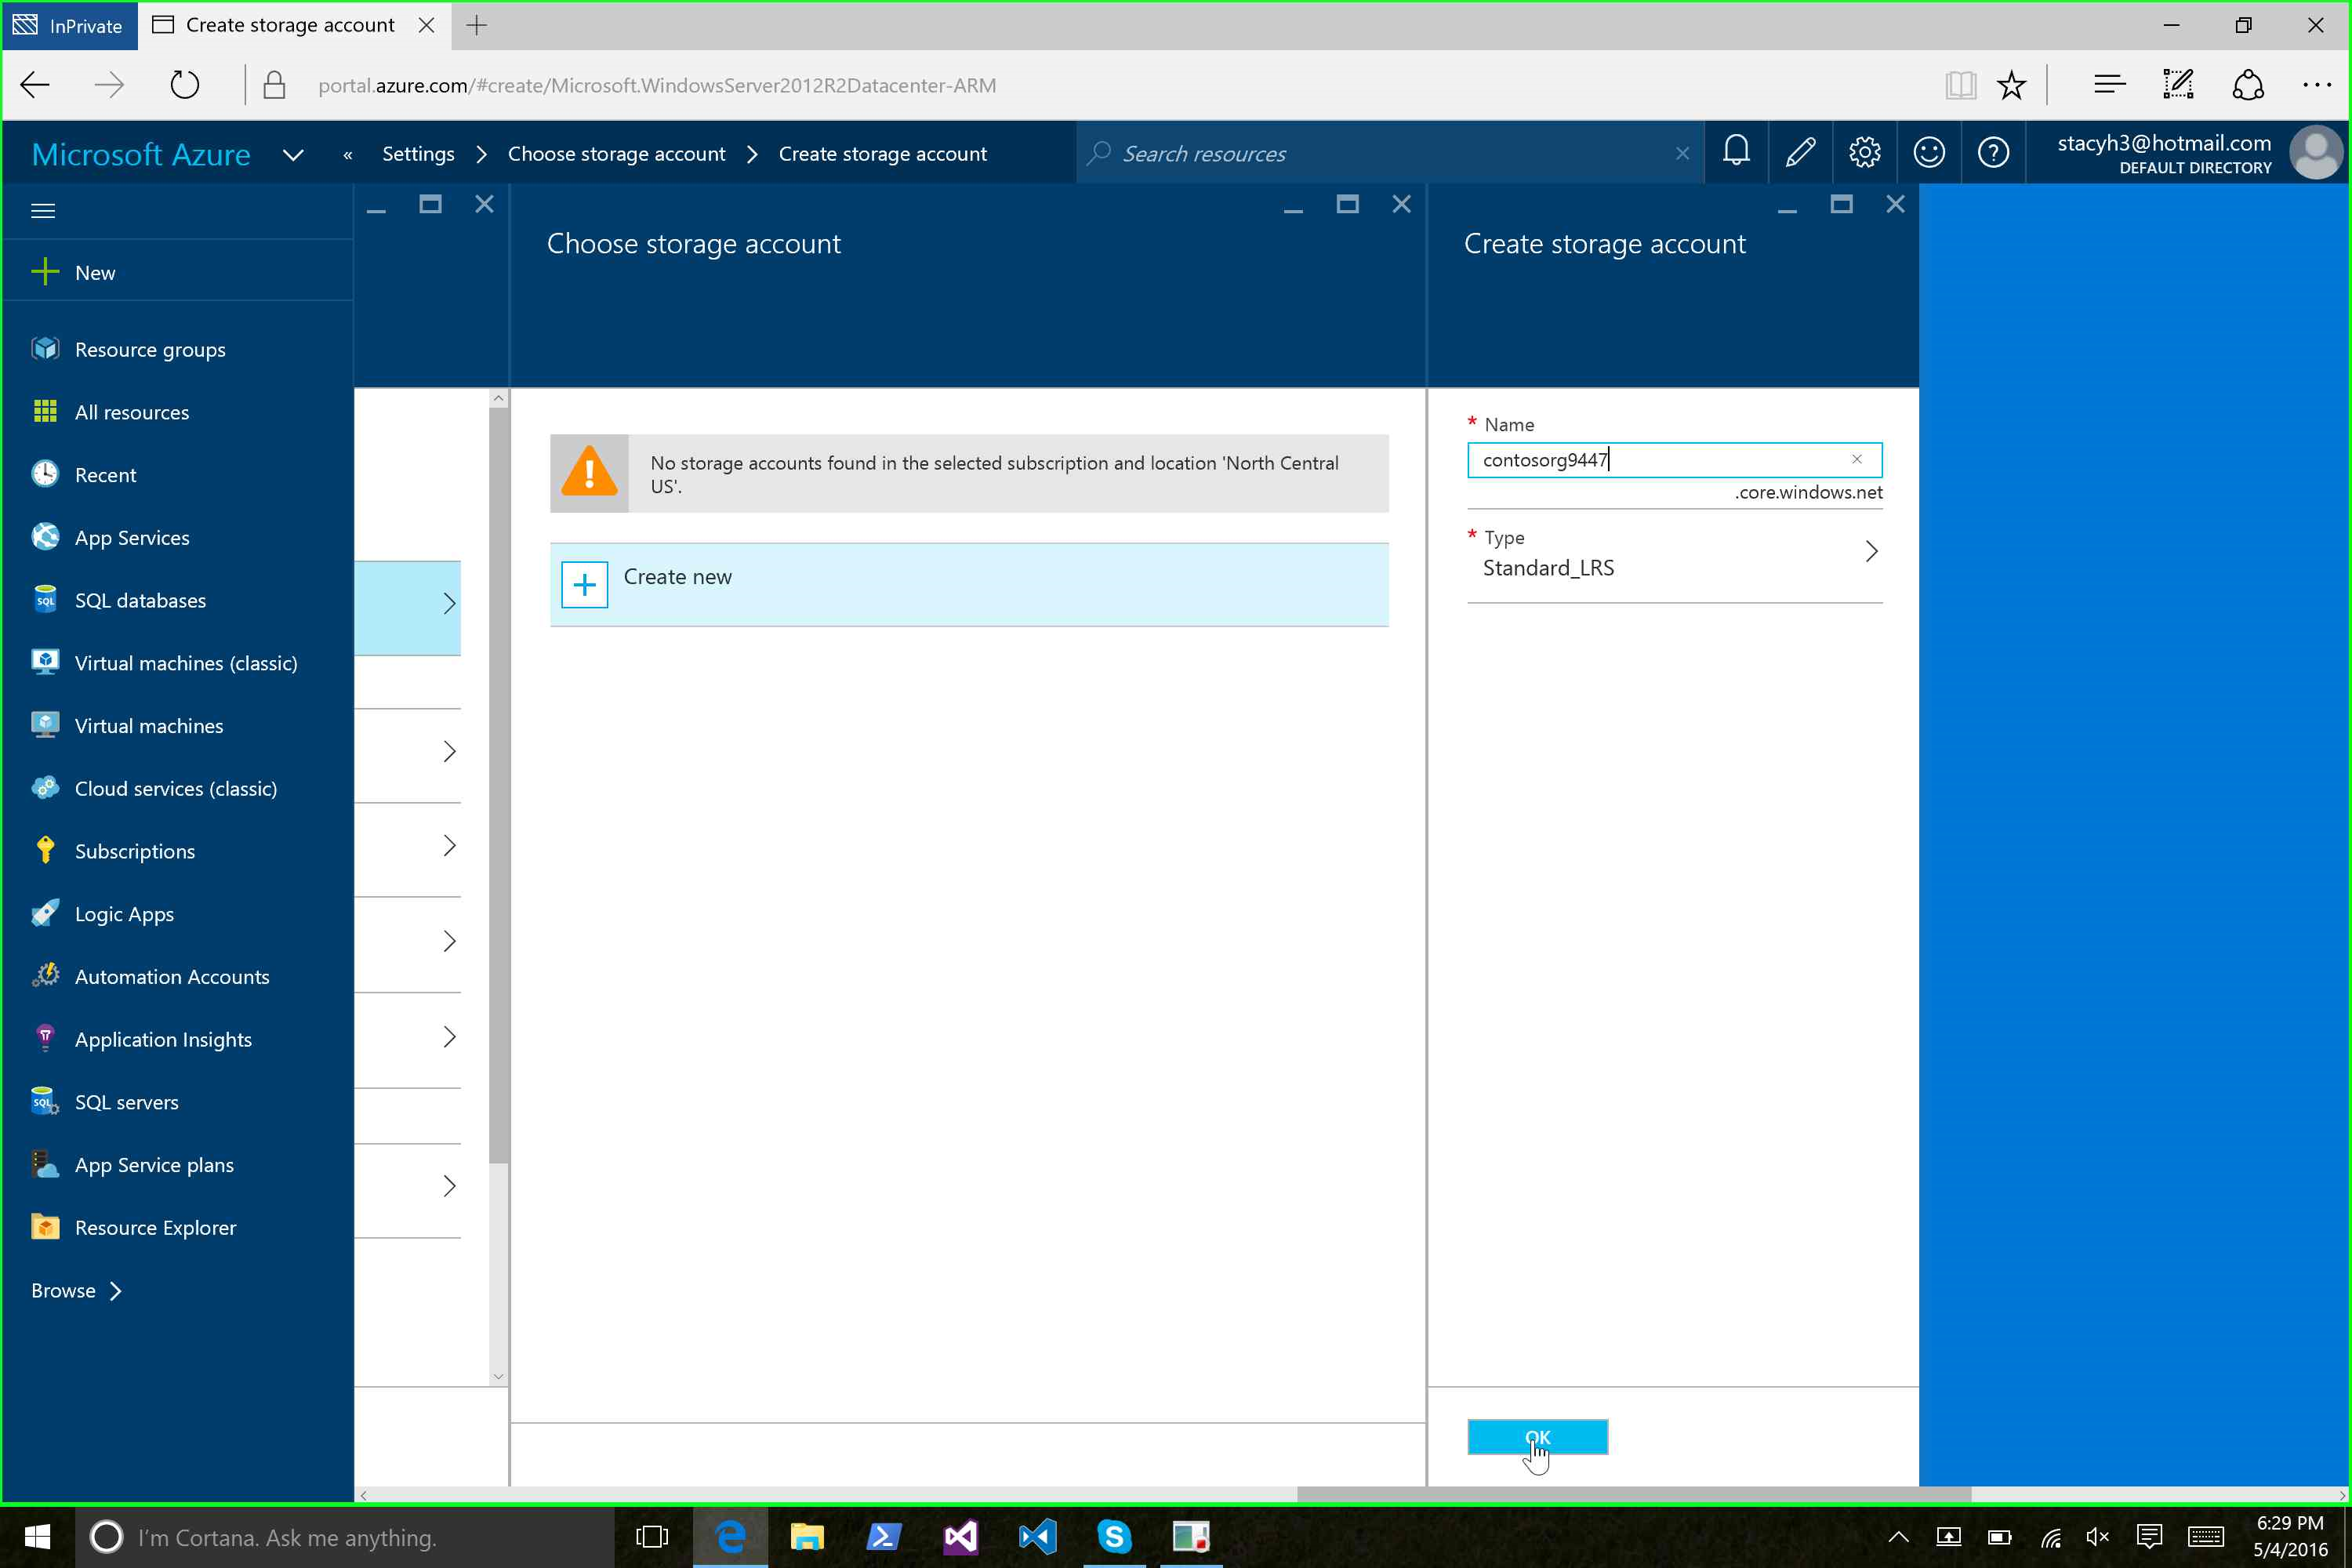 InPrivate
Create storage account
portal.azure.com/#create/Microsoft.WindowsServer2012R2Datacenter-ARM
Microsoft Azure
«
Settings > Choose storage account > Create storage account
Search resources
stacyh3@hotmail.com
DEFAULT DIRECTORY
New
Resource groups
All resources
Recent
App Services
SQL databases
Virtual machines (classic)
Virtual machines
Cloud services (classic)
Subscriptions
Logic Apps
Automation Accounts
Application Insights
SQL servers
App Service plans
Resource Explorer
Browse >
Choose storage account
No storage accounts found in the selected subscription and location 'North Central
US'.
Create new
Create storage account
* Name
contosorg9447
.core.windows.net
* Type
Standard_LRS
OK
I'm Cortana. Ask me anything.
6:29 PM
5/4/2016